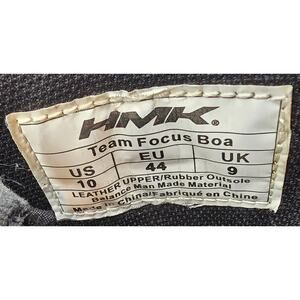 HMK®
Team Focus Boa
US EU UK
10 44 9
LEATHER UPPER/Rubber Outsole
Balance Man Made Material
Made in China/Fabriqué en Chine